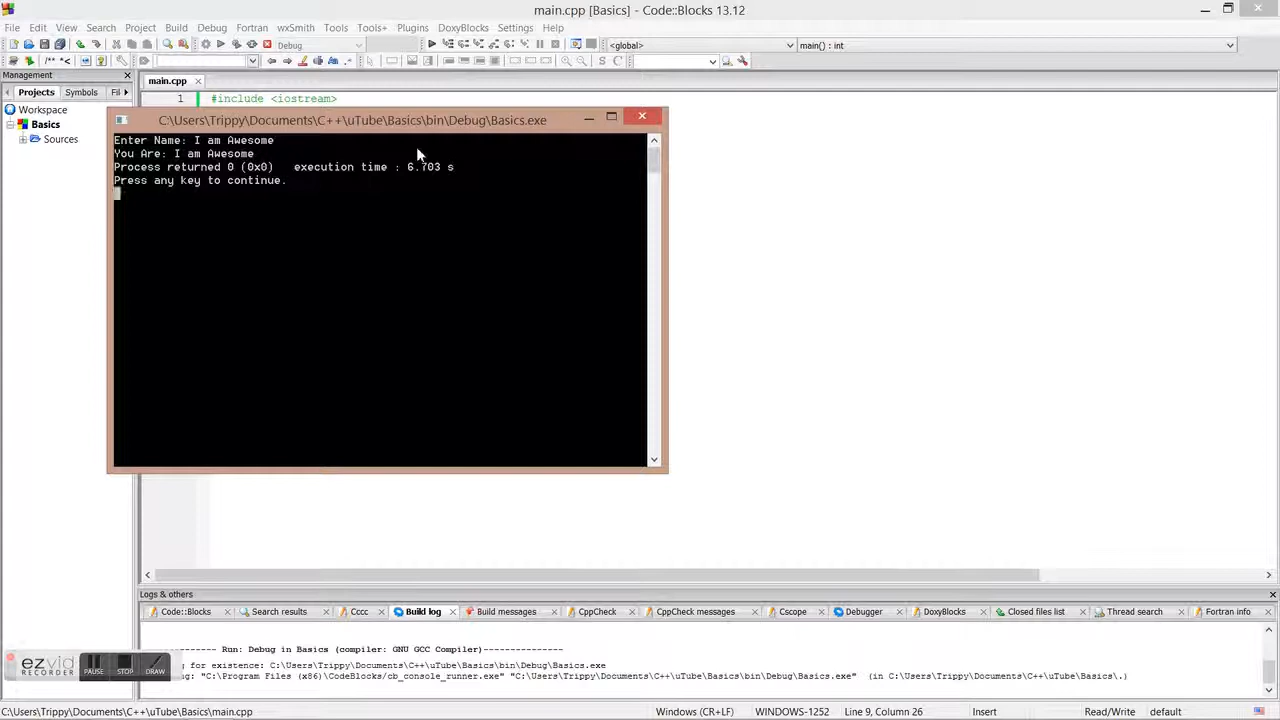 main.cpp [Basics] - Code::Blocks 13.12
File Edit View Search Project Build Debug Fortran wxSmith Tools Tools+ Plugins DoxyBlocks Settings Help
Debug
<global>
main() : int
Management
main.cpp
Projects Symbols Fil
1 #include <iostream>
Workspace
Basics
Sources
C:\Users\Trippy\Documents\C++\uTube\Basics\bin\Debug\Basics.exe
Enter Name: I am Awesome
You Are: I am Awesome
Process returned 0 (0x0) execution time : 6.703 s
Press any key to continue.
Logs & others
Code::Blocks Search results Cccc Build log Build messages CppCheck CppCheck messages Cscope Debugger DoxyBlocks Closed files list Thread search Fortran info
Run: Debug in Basics (compiler: GNU GCC Compiler)---------------
g for existence: C:\Users\Trippy\Documents\C++\uTube\Basics\bin\Debug\Basics.exe
g: "C:\Program Files (x86)\CodeBlocks/cb_console_runner.exe" "C:\Users\Trippy\Documents\C++\uTube\Basics\bin\Debug\Basics.exe" (in C:\Users\Trippy\Documents\C++\uTube\Basics\.)
ezvid
RECORDER
PAUSE STOP DRAW
C:\Users\Trippy\Documents\C++\uTube\Basics\main.cpp
Windows (CR+LF) WINDOWS-1252 Line 9, Column 26 Insert Read/Write default